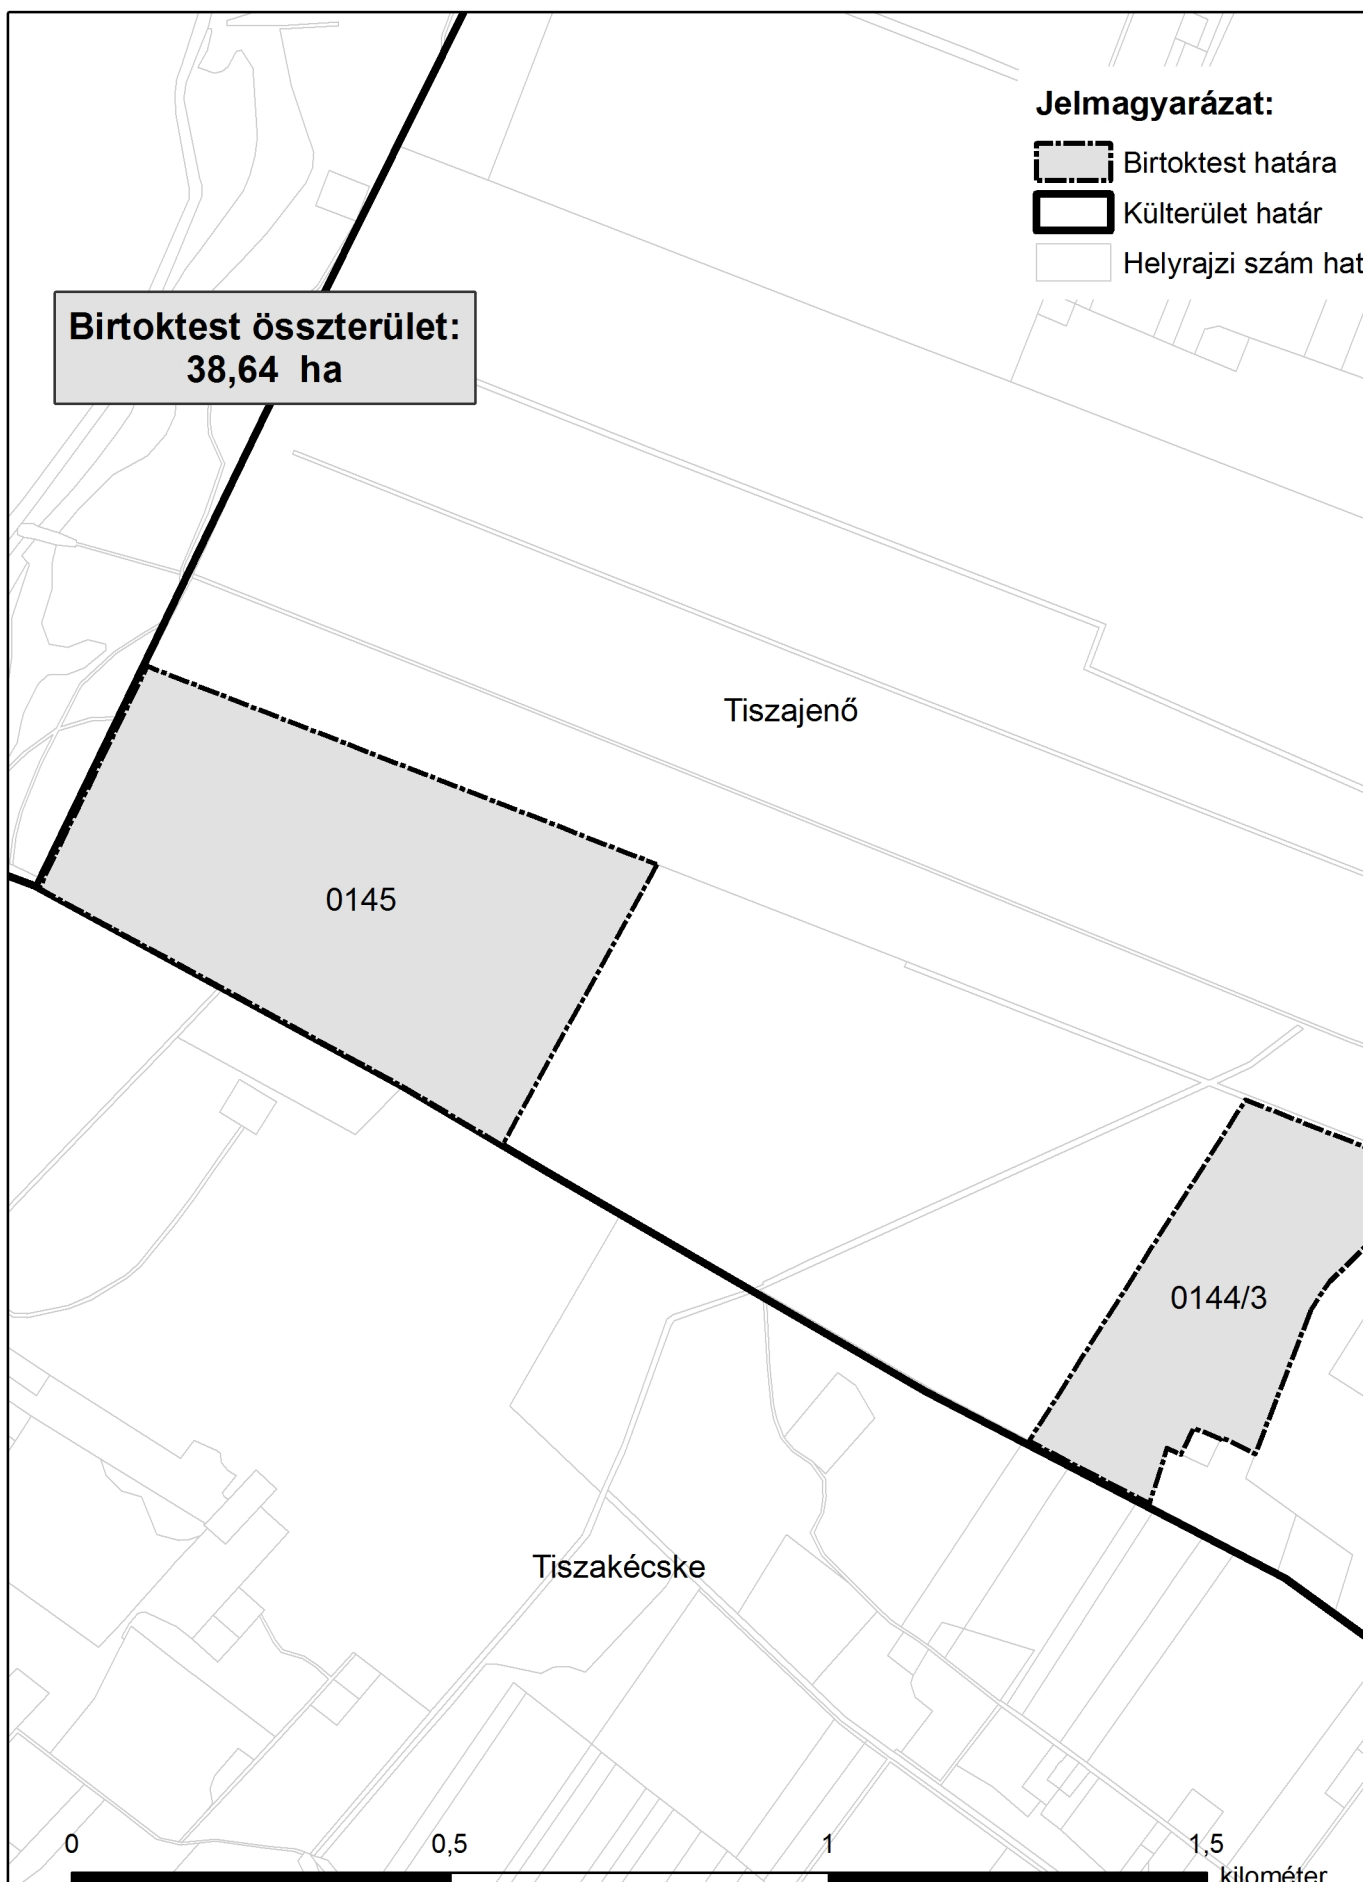 Jelmagyarázat:
Birtoktest határa
Külterület határ
Helyrajzi szám hat
Birtoktest összterület:
38,64 ha
Tiszajenő
0145
0144/3
Tiszakécske
0 0,5 1 1,5
kilométer